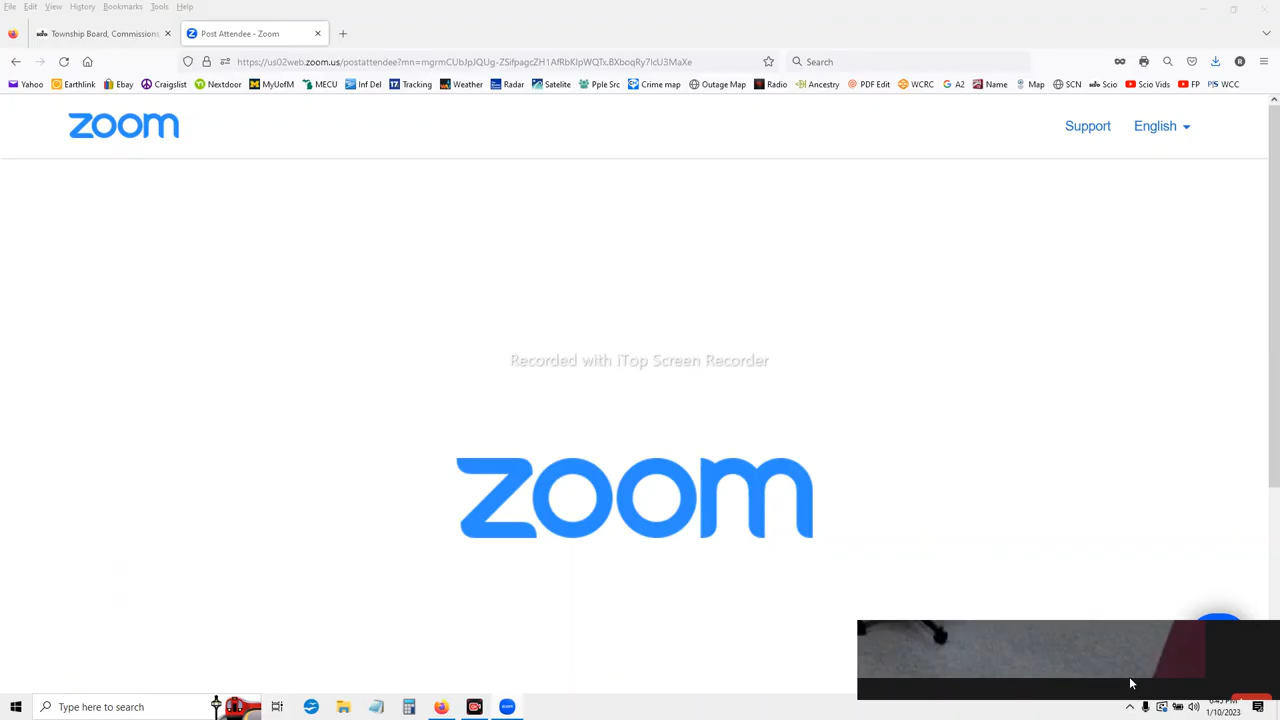 File Edit View History Bookmarks Tools Help
Township Board, Commissions
Post Attendee - Zoom
https://us02web.zoom.us/postattendee?mn=mgrmCUbJpJQUg-ZSifpagcZH1AfRbKIpWQTx.BXboqRy7IcU3MaXe
Search
Yahoo Earthlink Ebay Craigslist Nextdoor MyUofM MECU Inf Del Tracking Weather Radar Satelite Pple Src Crime map Outage Map Radio Ancestry PDF Edit WCRC A2 Name Map SCN Scio Scio Vids FP WCC
zoom
Support English
Recorded with iTop Screen Recorder
zoom
Type here to search
1/10/2023